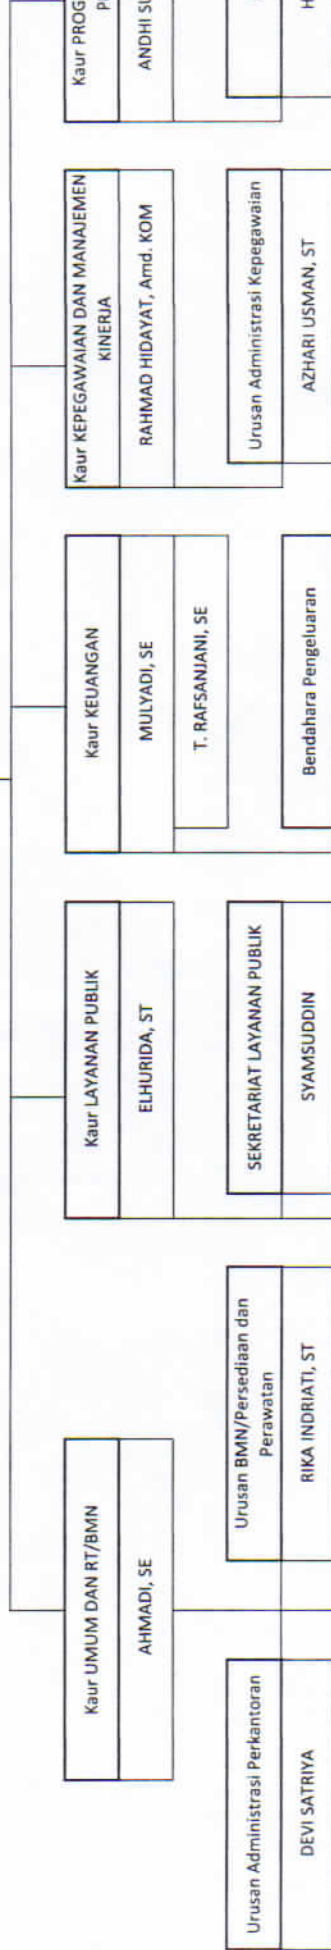 Kaur UMUM DAN RT/BMN
AHMADI, SE
Urusan Administrasi Perkantoran
DEVI SATRIYA
Urusan BMN/Persediaan dan
Perawatan
RIKA INDRIATI, ST
Kaur LAYANAN PUBLIK
ELHURIDA, ST
SEKRETARIAT LAYANAN PUBLIK
SYAMSUDDIN
Kaur KEUANGAN
MULYADI, SE
T. RAFSANJANI, SE
Bendahara Pengeluaran
Kaur KEPEGAWAIAN DAN MANAJEMEN
KINERJA
RAHMAD HIDAYAT, Amd. KOM
Urusan Administrasi Kepegawaian
AZHARI USMAN, ST
Kaur PROG
ANDHI SU